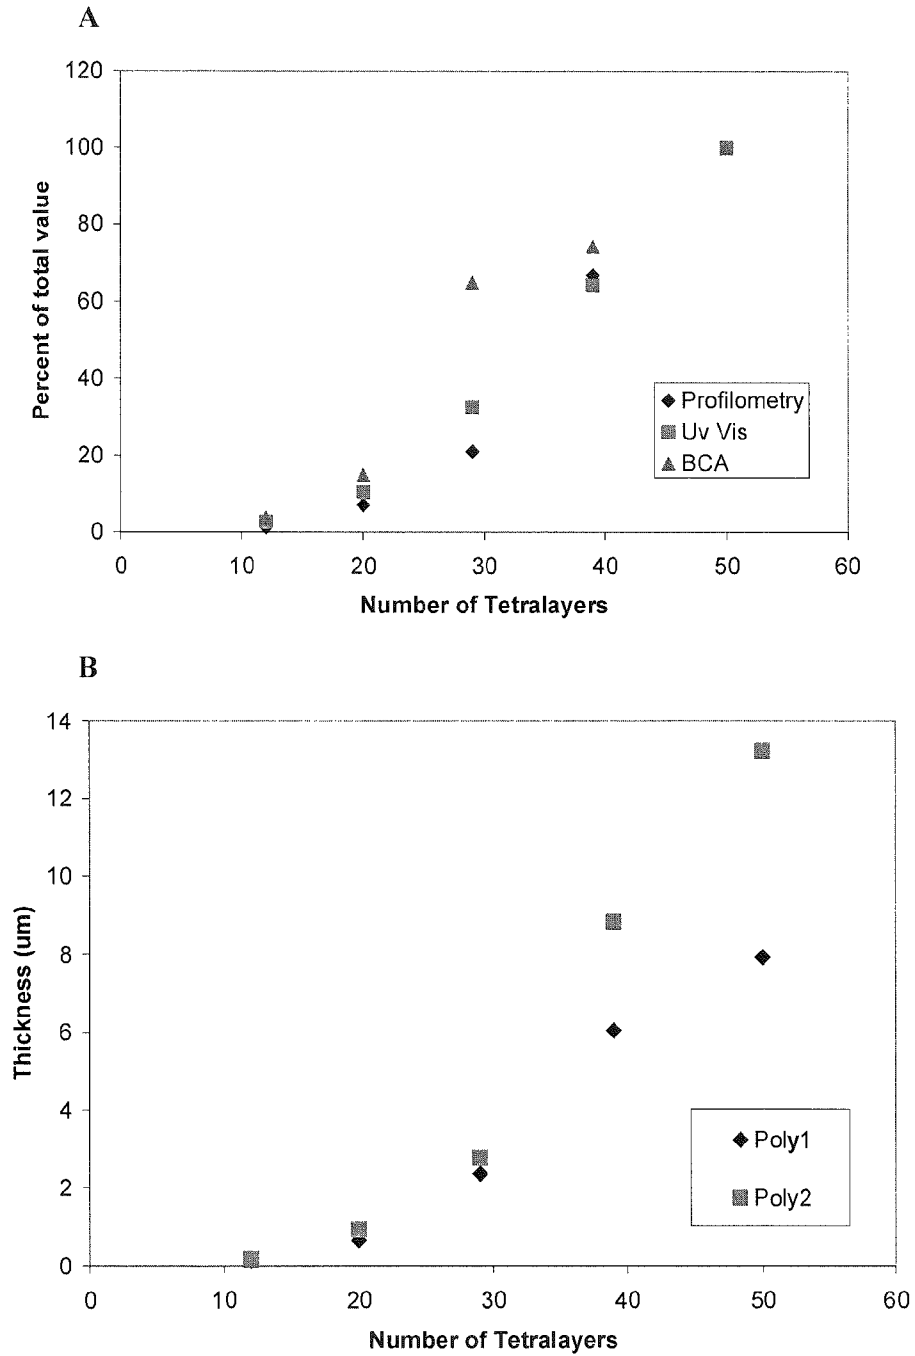 A
120
100
80
60
40
20
0
Percent of total value
Profilometry
Uv Vis
BCA
0 10 20 30 40 50 60
Number of Tetralayers
B
14
12
10
8
6
4
2
0
Thickness (um)
Poly1
Poly2
0 10 20 30 40 50 60
Number of Tetralayers